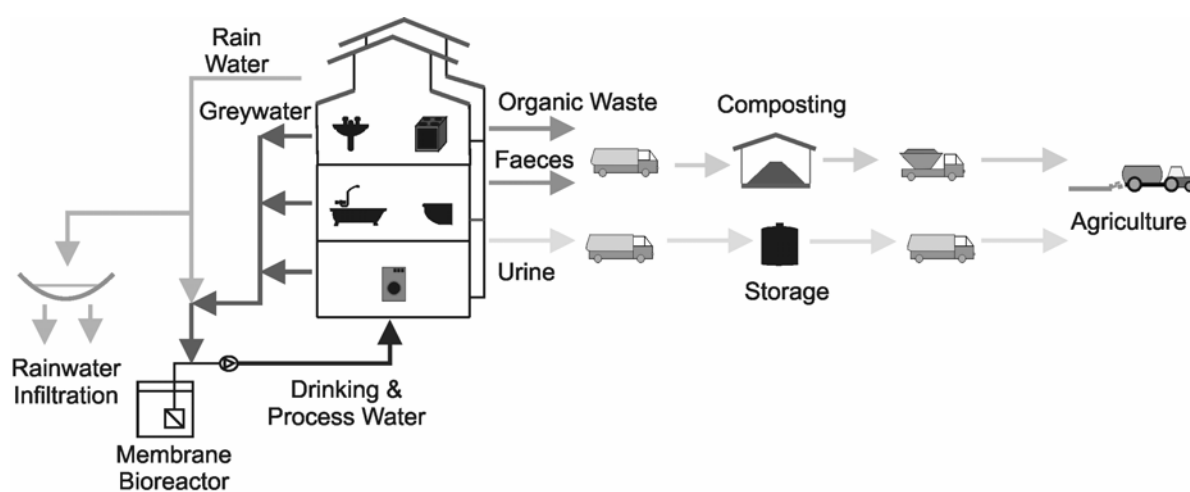 Rain
Water
Greywater
Organic Waste
Composting
Faeces
Agriculture
Urine
Storage
Rainwater
Infiltration
Drinking &
Process Water
Membrane
Bioreactor